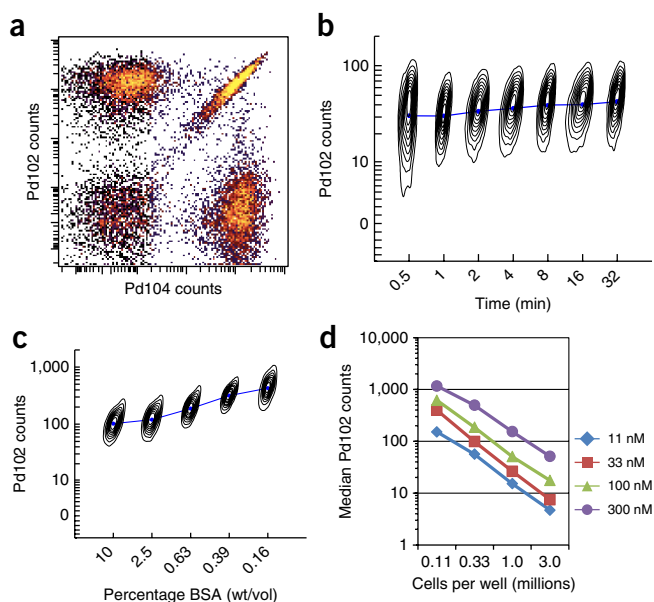 a
Pd102 counts
Pd104 counts
b
Pd102 counts
100
10
0
0.5 1 2 4 8 16 32
Time (min)
c
Pd102 counts
1,000
100
10
0
10 2.5 0.63 0.39 0.16
Percentage BSA (wt/vol)
d
Median Pd102 counts
10,000
1,000
100
10
1
0.11 0.33 1.0 3.0
Cells per well (millions)
11 nM
33 nM
100 nM
300 nM